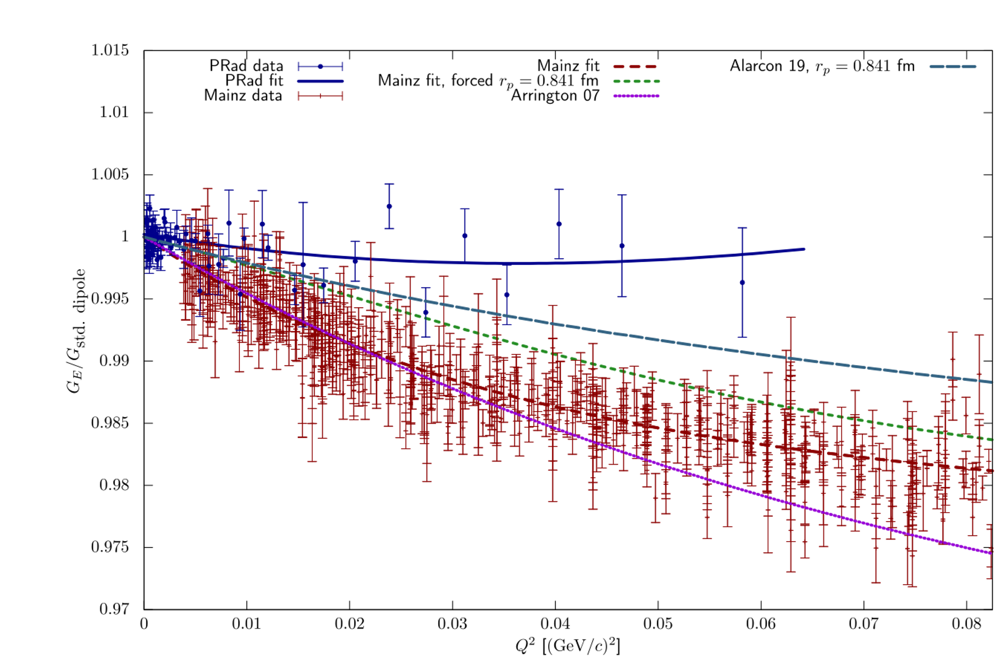 1.015
1.01
1.005
1
0.995
0.99
0.985
0.98
0.975
0.97
G_E/G_std. dipole
PRad data
PRad fit
Mainz data
Mainz fit
Mainz fit, forced r_p = 0.841 fm
Arrington 07
Alarcon 19, r_p = 0.841 fm
0 0.01 0.02 0.03 0.04 0.05 0.06 0.07 0.08
Q² [(GeV/c)²]